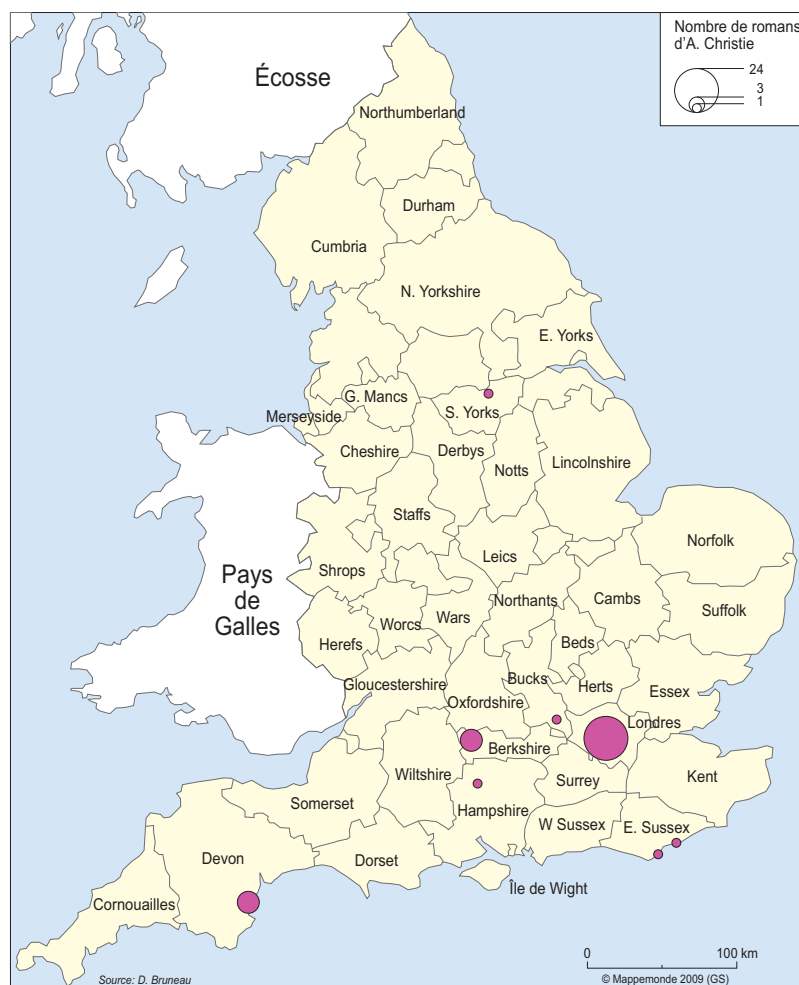 Nombre de romans
d'A. Christie
24
3
1
Écosse
Northumberland
Durham
Cumbria
N. Yorkshire
E. Yorks
G. Mancs
S. Yorks
Merseyside
Cheshire
Derbys
Notts
Lincolnshire
Staffs
Norfolk
Leics
Shrops
Pays
de
Galles
Northants
Cambs
Suffolk
Worcs
Wars
Herefs
Beds
Bucks
Gloucestershire
Oxfordshire
Herts
Essex
Londres
Berkshire
Wiltshire
Surrey
Kent
Somerset
Hampshire
W Sussex
E. Sussex
Devon
Dorset
Île de Wight
Cornouailles
0
100 km
Source: D. Bruneau
© Mappemonde 2009 (GS)